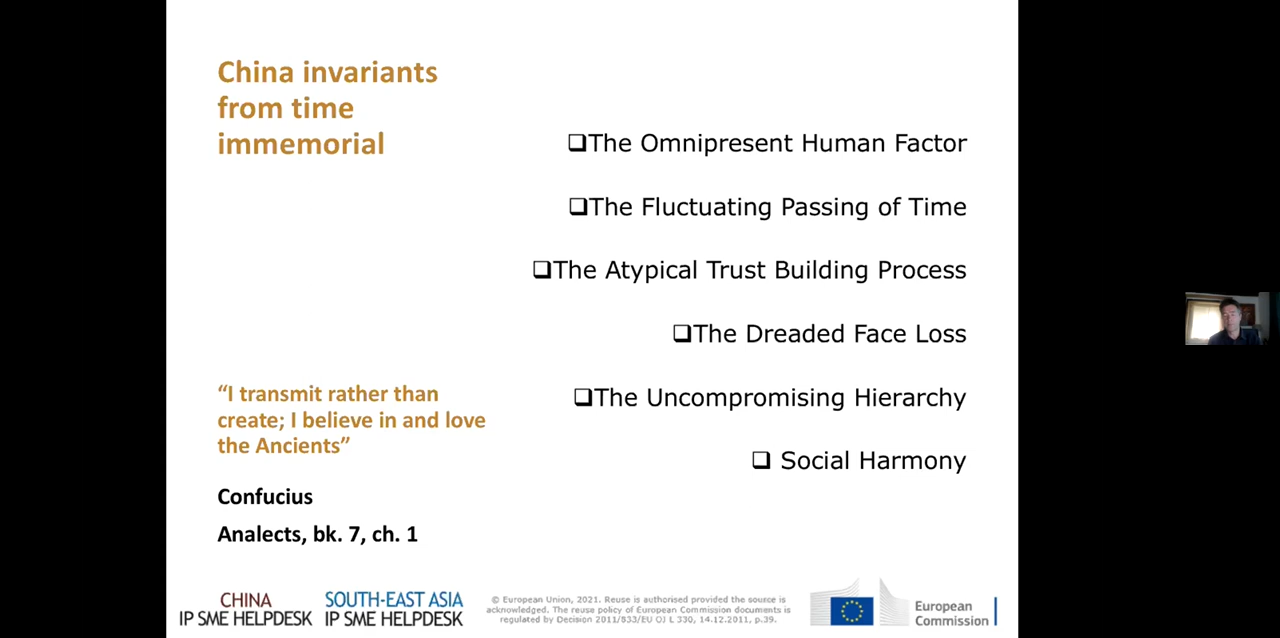 China invariants
from time
immemorial
❑The Omnipresent Human Factor
❑The Fluctuating Passing of Time
❑The Atypical Trust Building Process
❑The Dreaded Face Loss
❑The Uncompromising Hierarchy
❑ Social Harmony
“I transmit rather than
create; I believe in and love
the Ancients”
Confucius
Analects, bk. 7, ch. 1
CHINA
IP SME HELPDESK
SOUTH-EAST ASIA
IP SME HELPDESK
© European Union, 2021. Reuse is authorised provided the source is
acknowledged. The reuse policy of European Commission documents is
regulated by Decision 2011/833/EU OJ L 330, 14.12.2011, p.39.
European
Commission